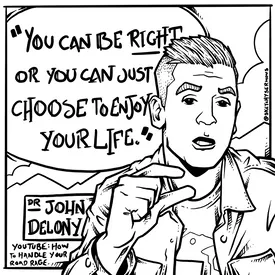 "YOU CAN BE RIGHT
OR YOU CAN JUST
CHOOSE TO ENJOY
YOUR LIFE."
DR JOHN
DELONY
YOUTUBE: HOW
TO HANDLE YOUR
ROAD RAGE...